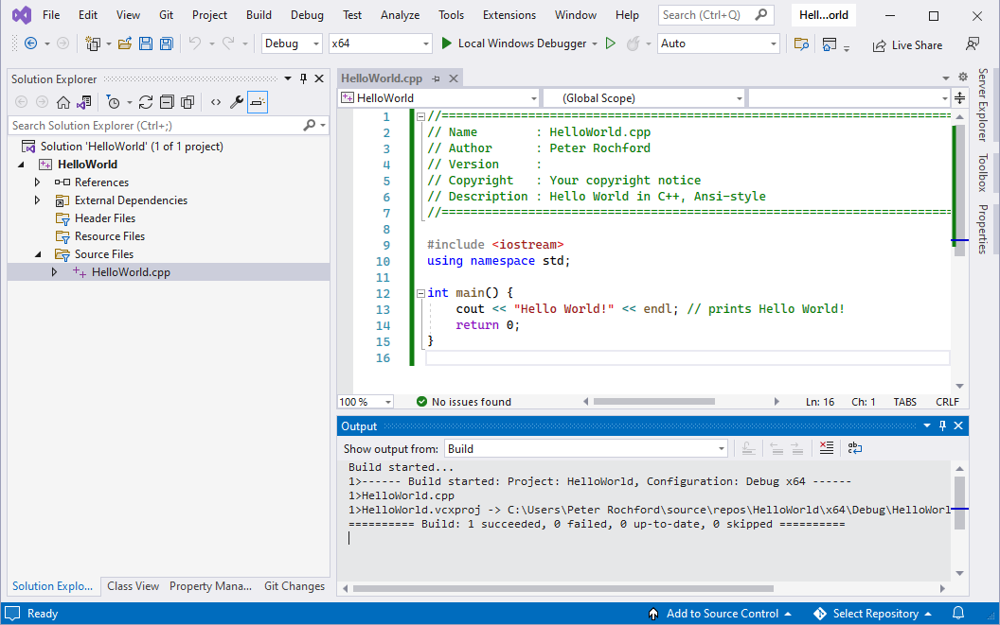 File Edit View Git Project Build Debug Test Analyze Tools Extensions Window Help Search (Ctrl+Q) Hell...orld
Debug x64 Local Windows Debugger Auto Live Share
Solution Explorer
Search Solution Explorer (Ctrl+;)
Solution 'HelloWorld' (1 of 1 project)
HelloWorld
References
External Dependencies
Header Files
Resource Files
Source Files
HelloWorld.cpp
Solution Explo... Class View Property Mana... Git Changes
HelloWorld.cpp
HelloWorld (Global Scope)
1 //=======================================================================
2 // Name : HelloWorld.cpp
3 // Author : Peter Rochford
4 // Version :
5 // Copyright : Your copyright notice
6 // Description : Hello World in C++, Ansi-style
7 //=======================================================================
8
9 #include <iostream>
10 using namespace std;
11
12 int main() {
13 cout << "Hello World!" << endl; // prints Hello World!
14 return 0;
15 }
16
100 % No issues found Ln: 16 Ch: 1 TABS CRLF
Output
Show output from: Build
Build started...
1>------ Build started: Project: HelloWorld, Configuration: Debug x64 ------
1>HelloWorld.cpp
1>HelloWorld.vcxproj -> C:\Users\Peter Rochford\source\repos\HelloWorld\x64\Debug\HelloWorl
========== Build: 1 succeeded, 0 failed, 0 up-to-date, 0 skipped ==========
Server Explorer
Toolbox
Properties
Ready Add to Source Control Select Repository